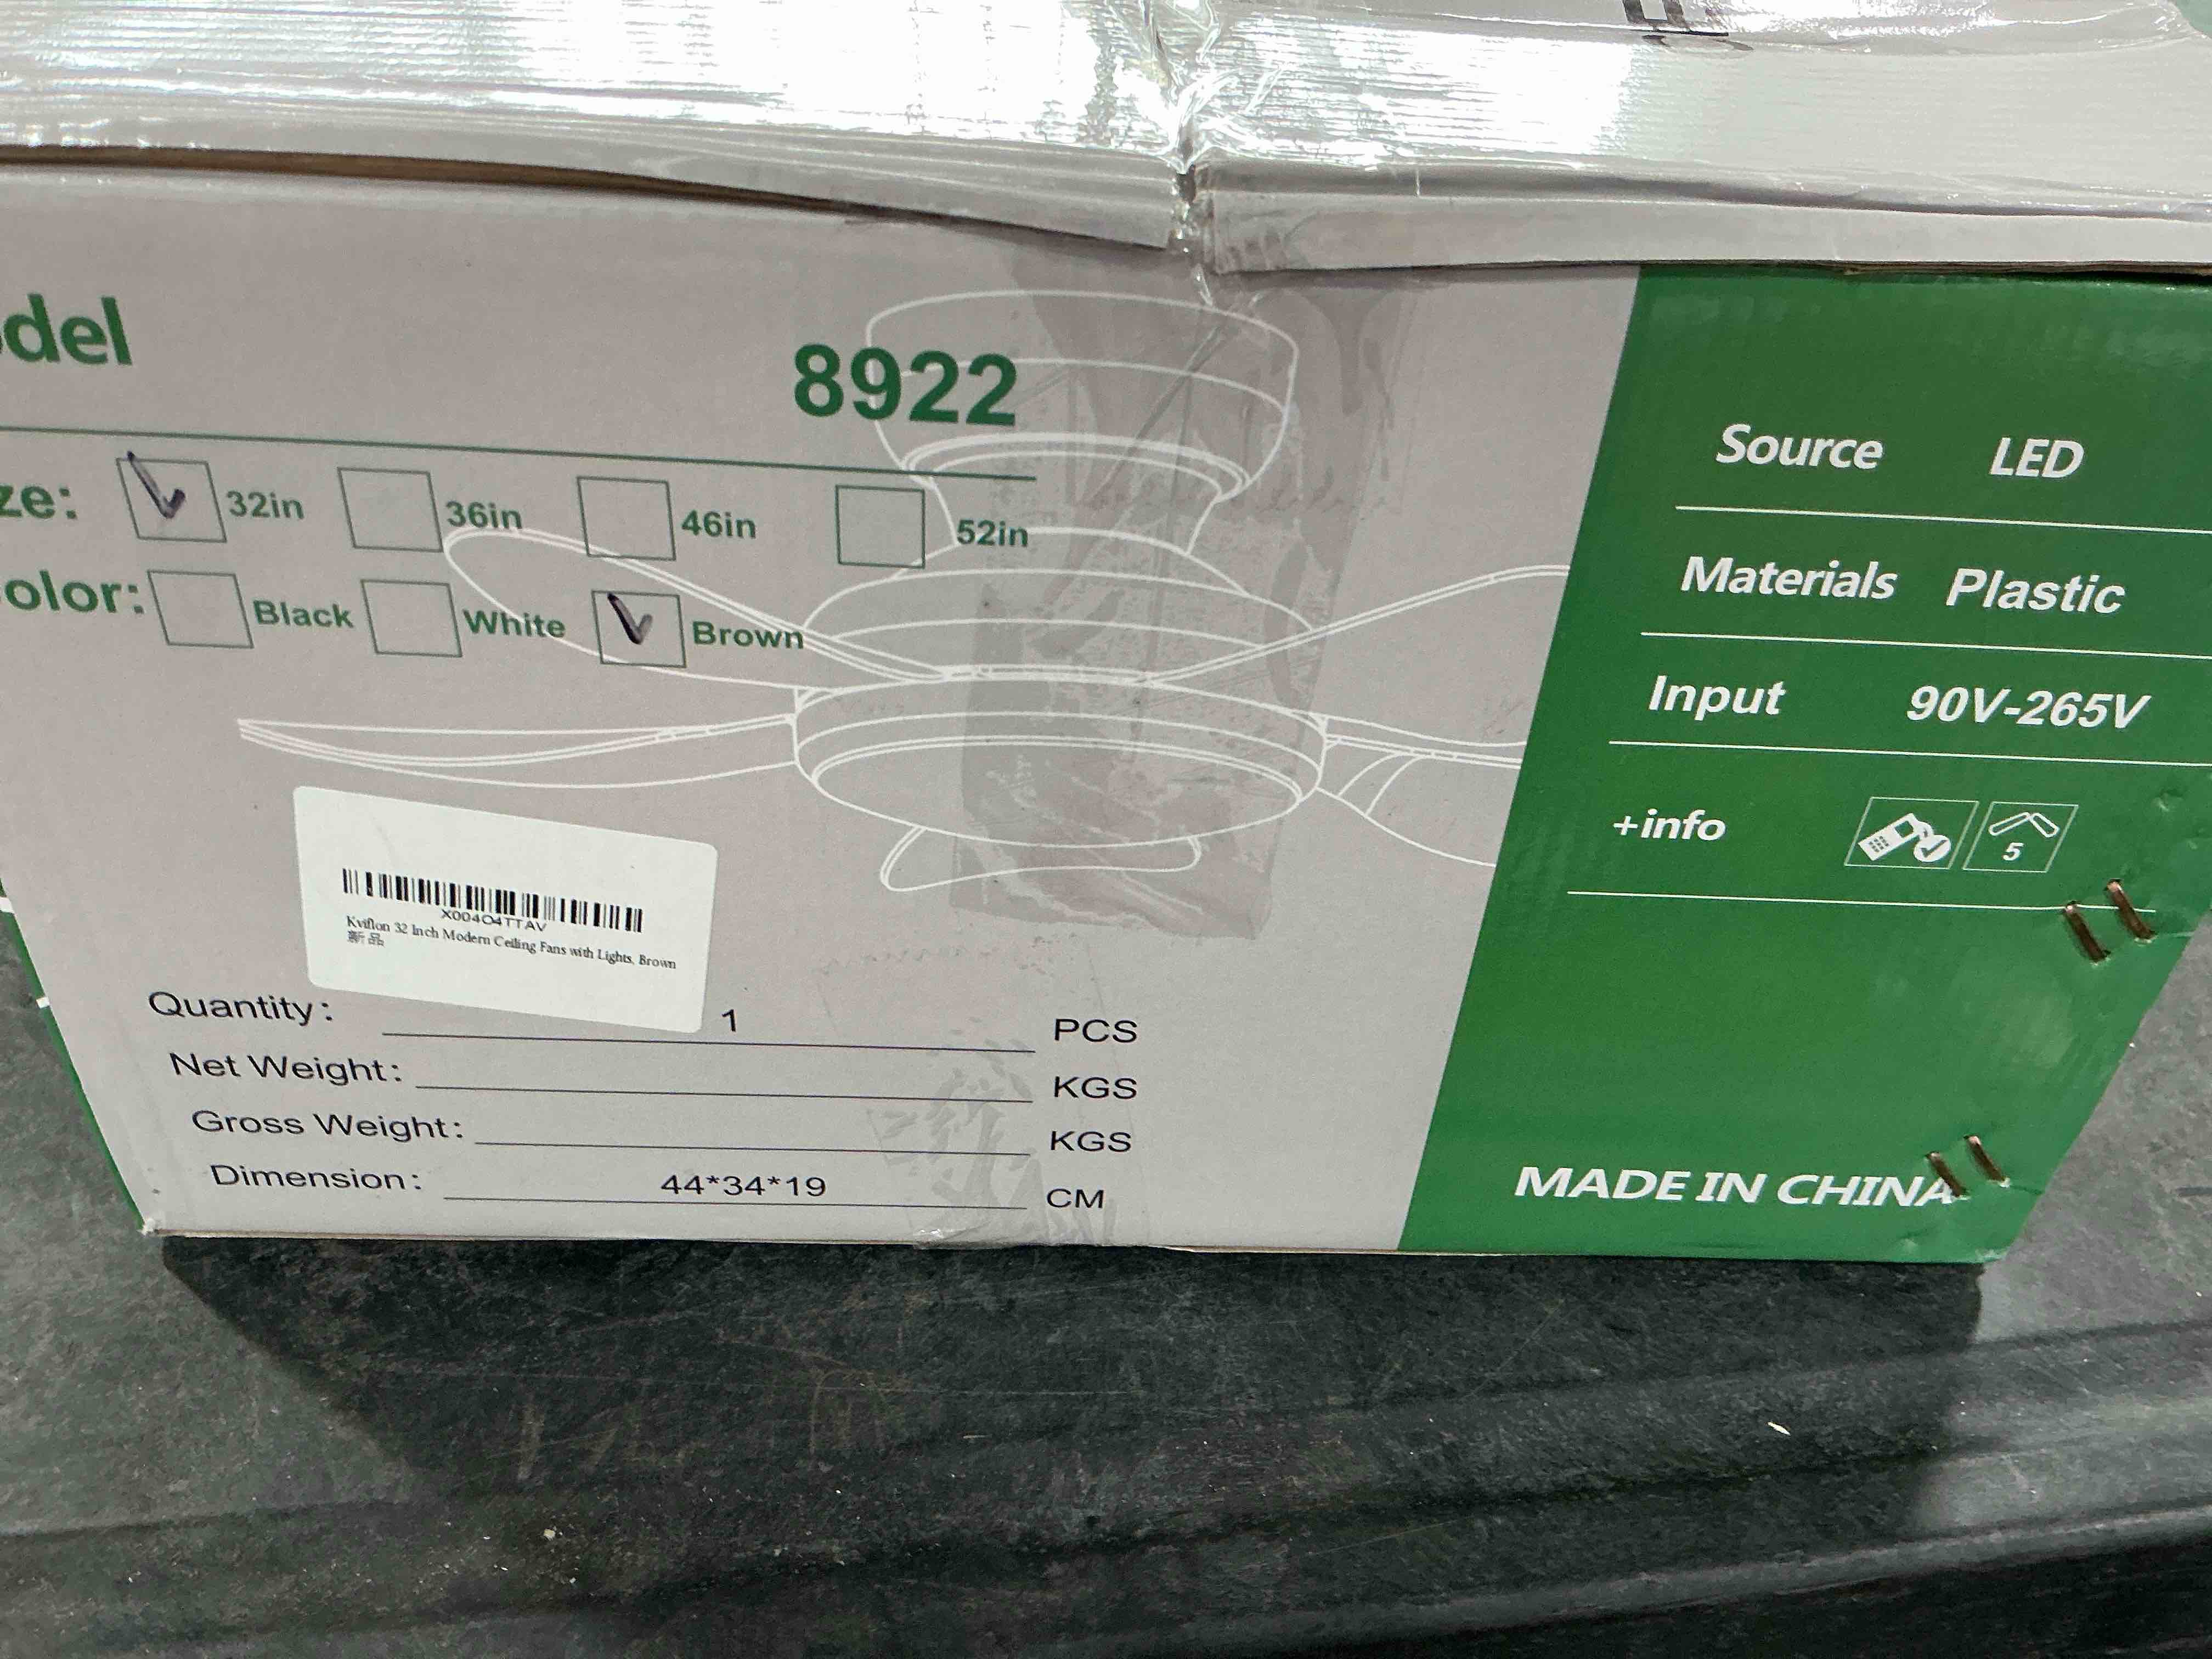 del
8922
ze: 32in 36in 46in 52in
olor: Black White Brown
X004O4TTAV
Kviflon 32 Inch Modern Ceiling Fans with Lights, Brown
新品
Quantity: 1 PCS
Net Weight: KGS
Gross Weight: KGS
Dimension: 44*34*19 CM
Source LED
Materials Plastic
Input 90V-265V
+info 5
MADE IN CHINA